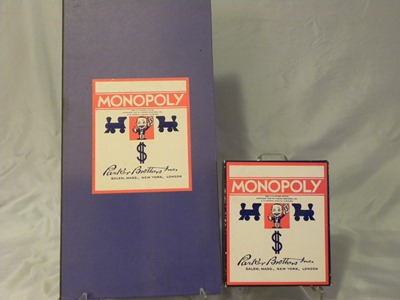 MONOPOLY
$
Parker Brothers Inc.
SALEM, MASS., NEW YORK, LONDON
MONOPOLY
$
Parker Brothers Inc.
SALEM, MASS., NEW YORK, LONDON